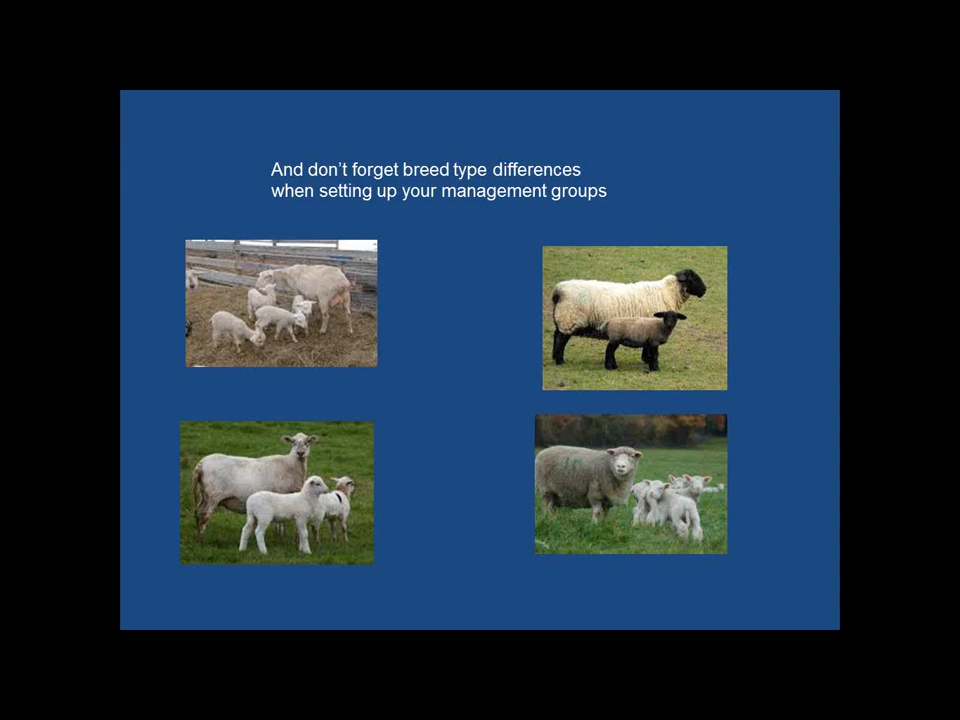 And don’t forget breed type differences
when setting up your management groups